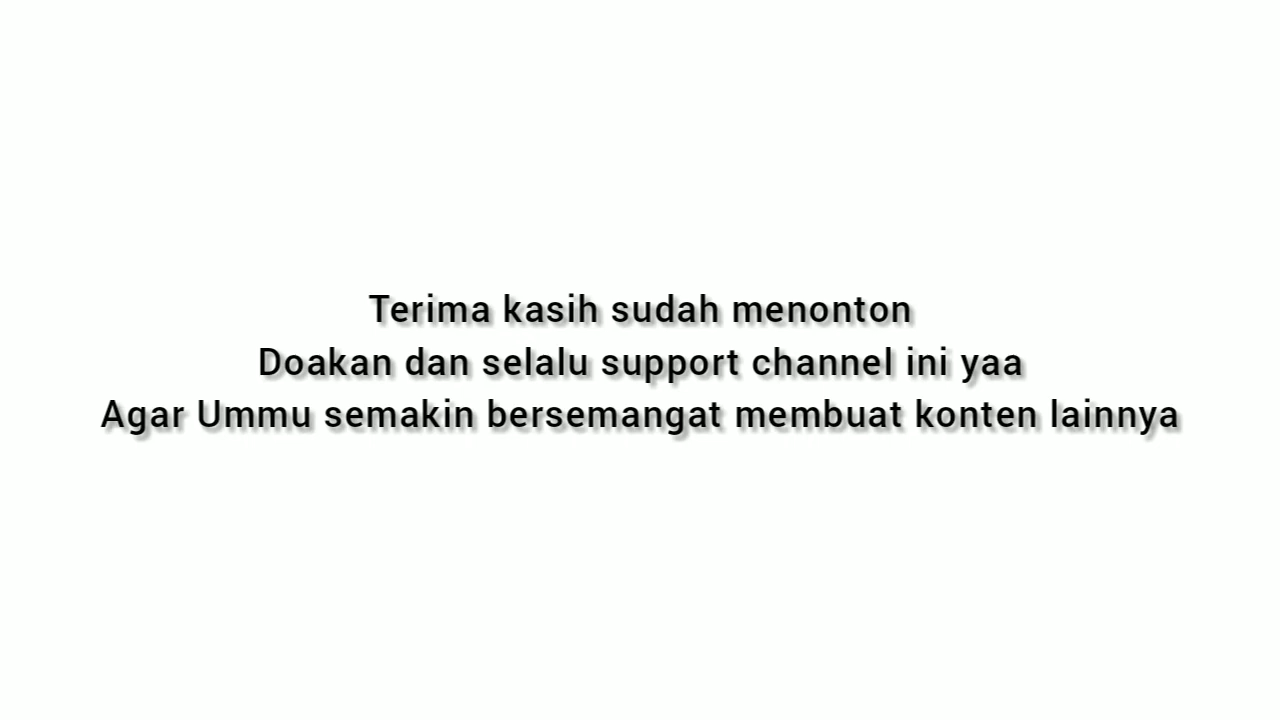 Terima kasih sudah menonton
Doakan dan selalu support channel ini yaa
Agar Ummu semakin bersemangat membuat konten lainnya